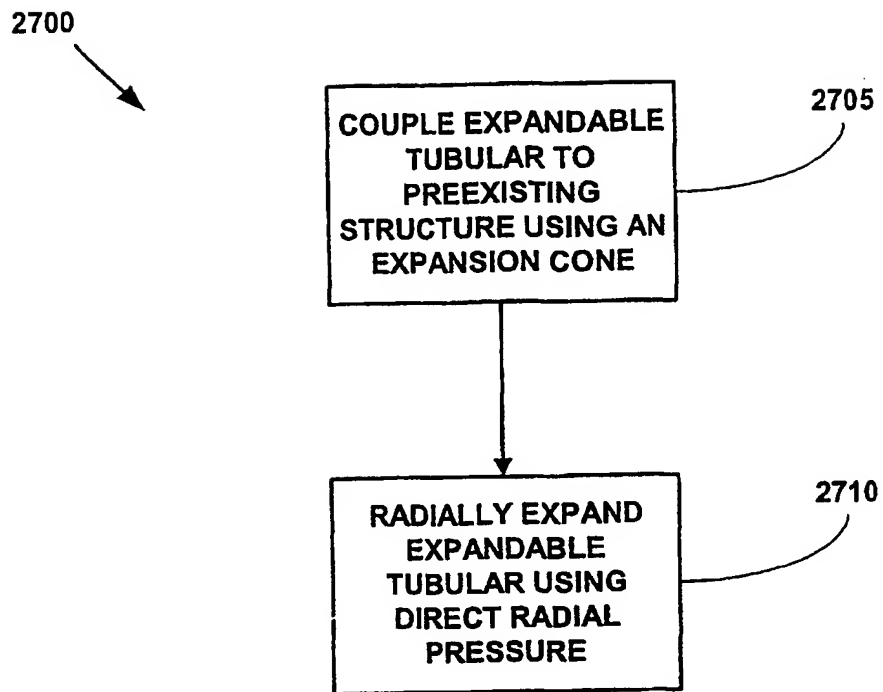 2700
2705
COUPLE EXPANDABLE
TUBULAR TO
PREEXISTING
STRUCTURE USING AN
EXPANSION CONE
2710
RADIALLY EXPAND
EXPANDABLE
TUBULAR USING
DIRECT RADIAL
PRESSURE